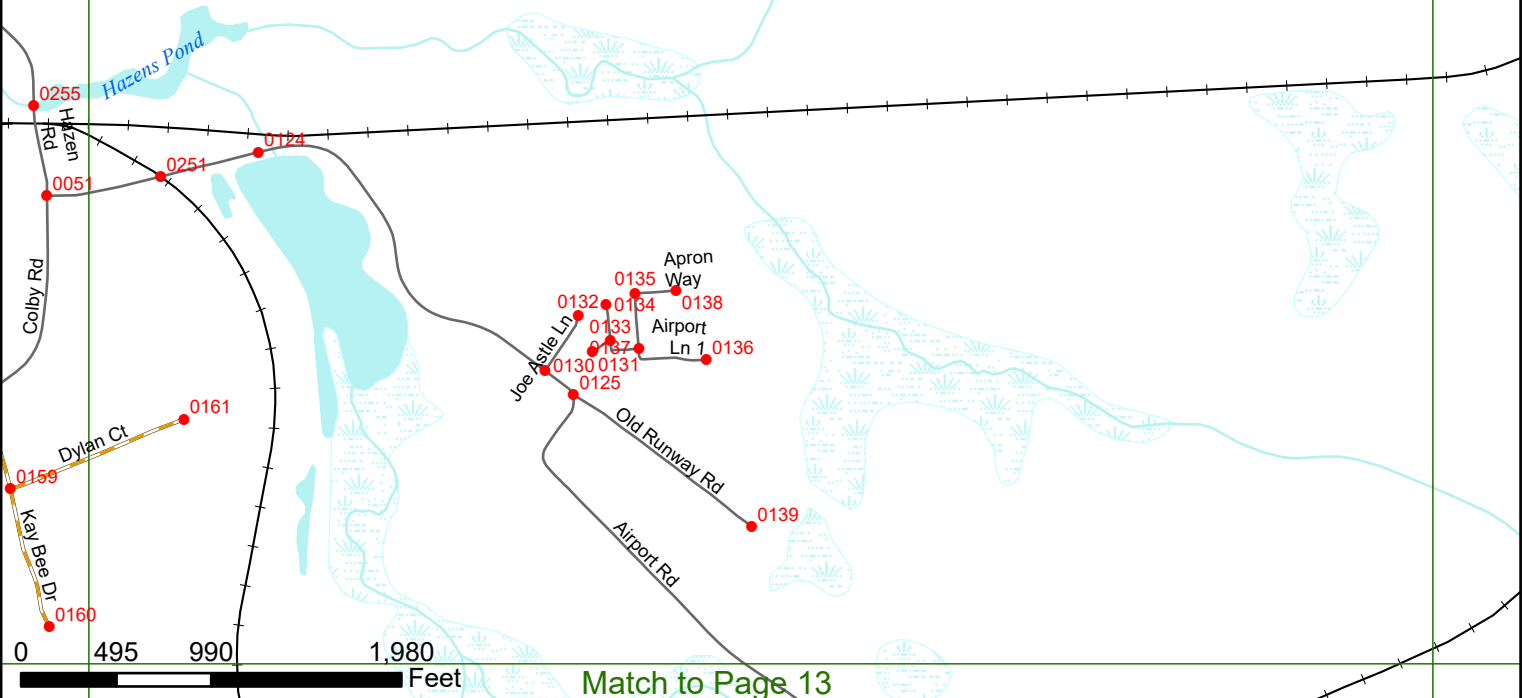 Hazens Pond
0255
Hazen
Rd
0124
0251
0051
Colby Rd
Apron
Way
0135
0138
0132
0134
0133
Airport
Ln 1
0136
0137
0130
0131
Joe Astle Ln
0125
0161
Dylan Ct
Old Runway Rd
0159
0139
Kay Bee Dr
Airport Rd
0160
0 495 990 1,980
Feet
Match to Page 13